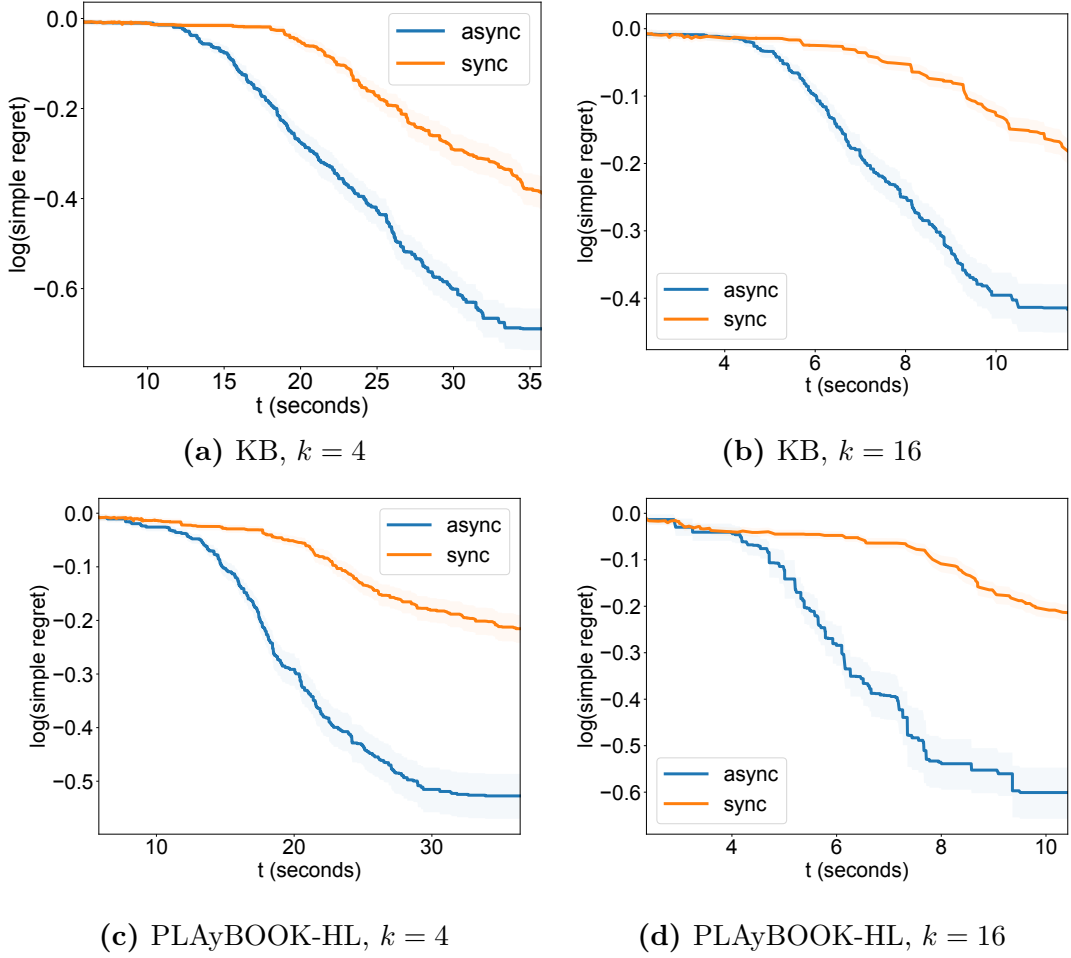 0.0
−0.2
−0.4
−0.6
log(simple regret)
async
sync
10 15 20 25 30 35
t (seconds)
(a) KB, k = 4
0.0
−0.1
−0.2
−0.3
−0.4
log(simple regret)
async
sync
4 6 8 10
t (seconds)
(b) KB, k = 16
0.0
−0.1
−0.2
−0.3
−0.4
−0.5
log(simple regret)
async
sync
10 20 30
t (seconds)
(c) PLAyBOOK-HL, k = 4
0.0
−0.1
−0.2
−0.3
−0.4
−0.5
−0.6
log(simple regret)
async
sync
4 6 8 10
t (seconds)
(d) PLAyBOOK-HL, k = 16